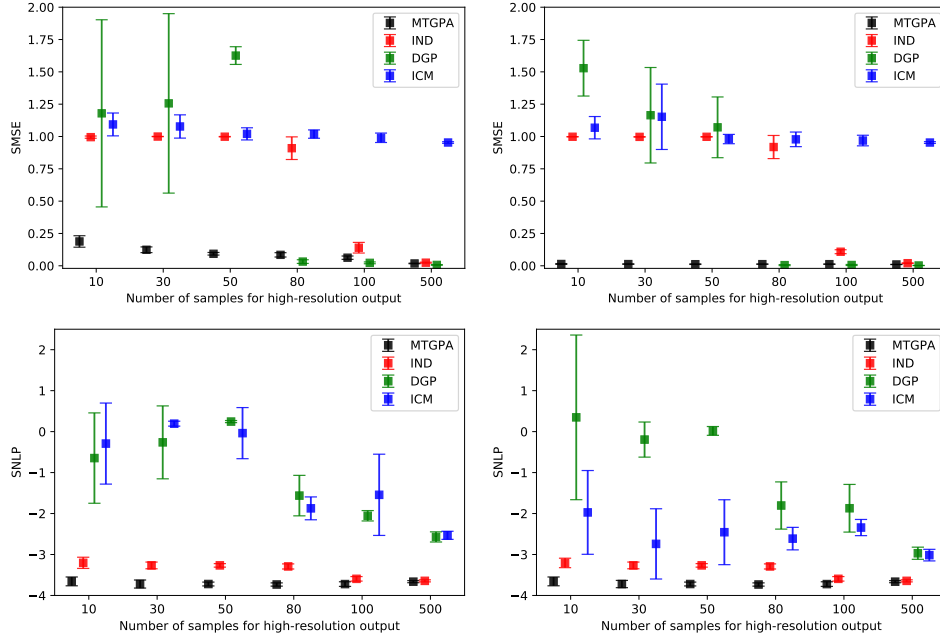 2.00
1.75
1.50
1.25
1.00
0.75
0.50
0.25
0.00
SMSE
MTGPA
IND
DGP
ICM
10 30 50 80 100 500
Number of samples for high-resolution output
2.00
1.75
1.50
1.25
1.00
0.75
0.50
0.25
0.00
SMSE
MTGPA
IND
DGP
ICM
10 30 50 80 100 500
Number of samples for high-resolution output
2
1
0
−1
−2
−3
−4
SNLP
MTGPA
IND
DGP
ICM
10 30 50 80 100 500
Number of samples for high-resolution output
2
1
0
−1
−2
−3
−4
SNLP
MTGPA
IND
DGP
ICM
10 30 50 80 100 500
Number of samples for high-resolution output